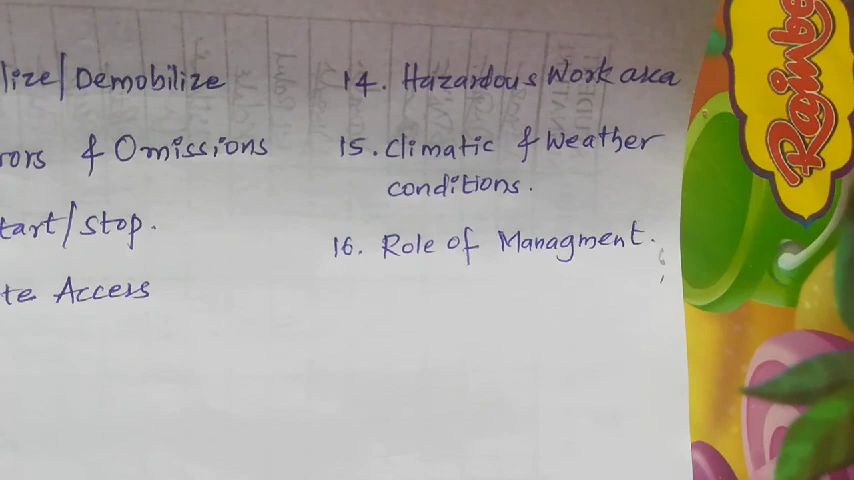 lize/Demobilize
rors & Omissions
tart/stop.
te Access
14. Hazardous Work area
15. Climatic & Weather
conditions.
16. Role of Managment.